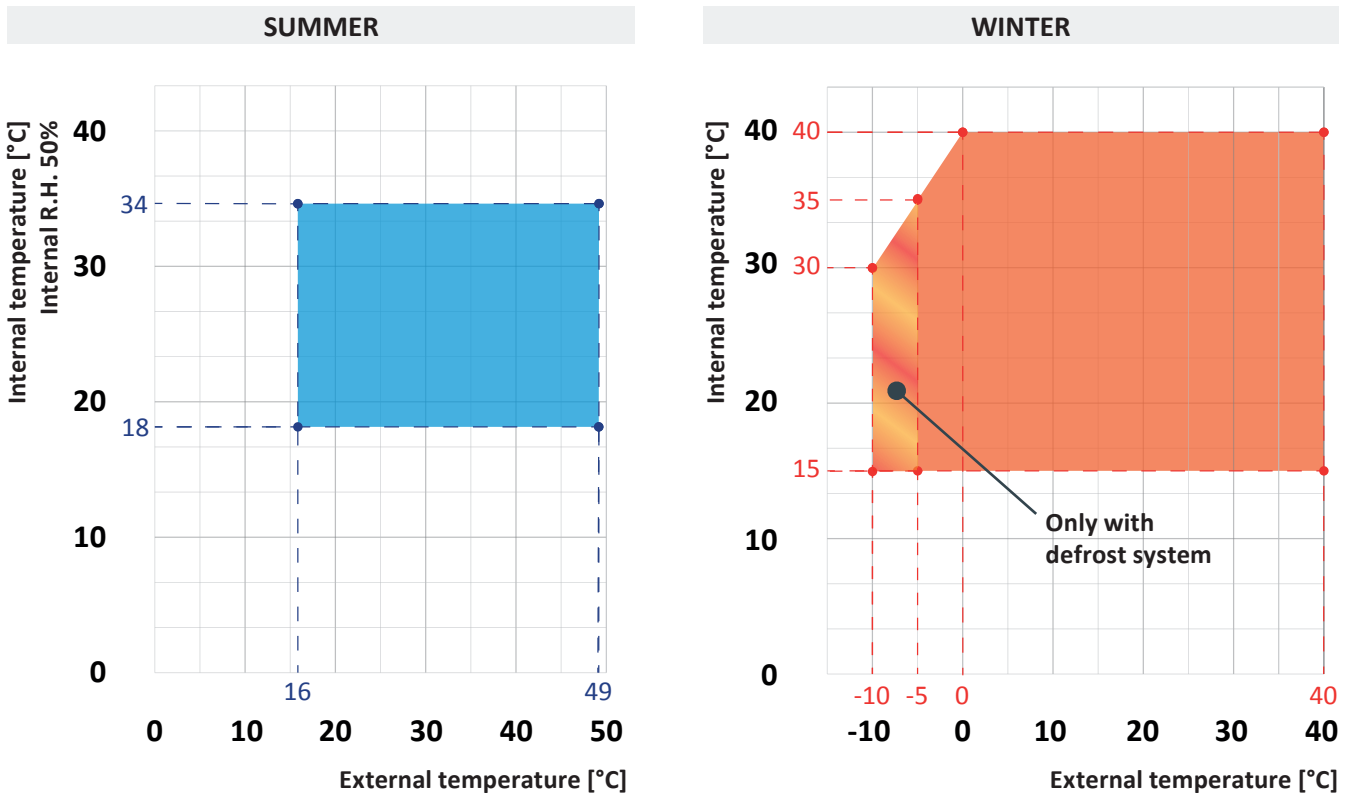 SUMMER
Internal temperature [°C]
Internal R.H. 50%
40
34
30
20
18
10
0
16
49
0 10 20 30 40 50
External temperature [°C]
WINTER
Internal temperature [°C]
40 40
35
30 30
20
15
10
0
Only with
defrost system
-10 -5 0 40
-10 0 10 20 30 40
External temperature [°C]